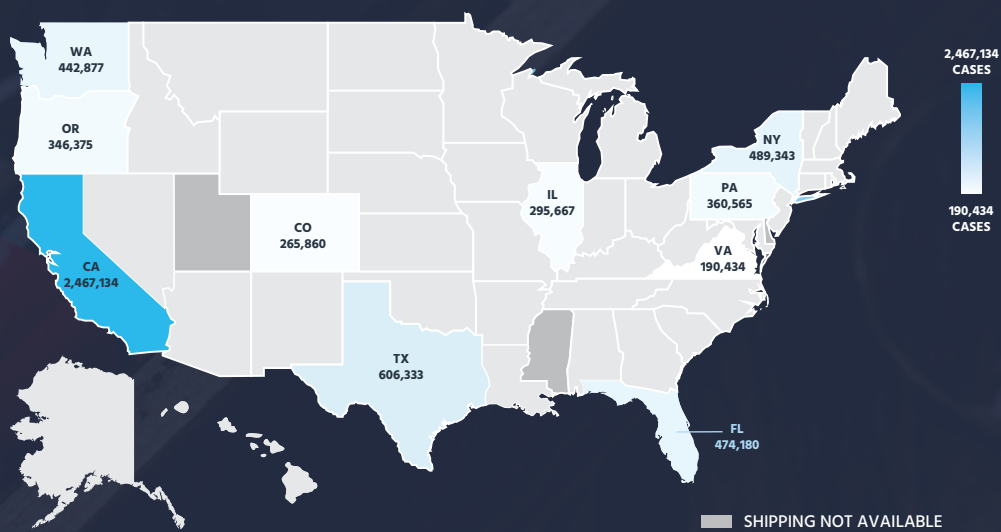 2,467,134
CASES
190,434
CASES
WA
442,877
OR
346,375
CA
2,467,134
CO
265,860
TX
606,333
IL
295,667
NY
489,343
PA
360,565
VA
190,434
FL
474,180
SHIPPING NOT AVAILABLE